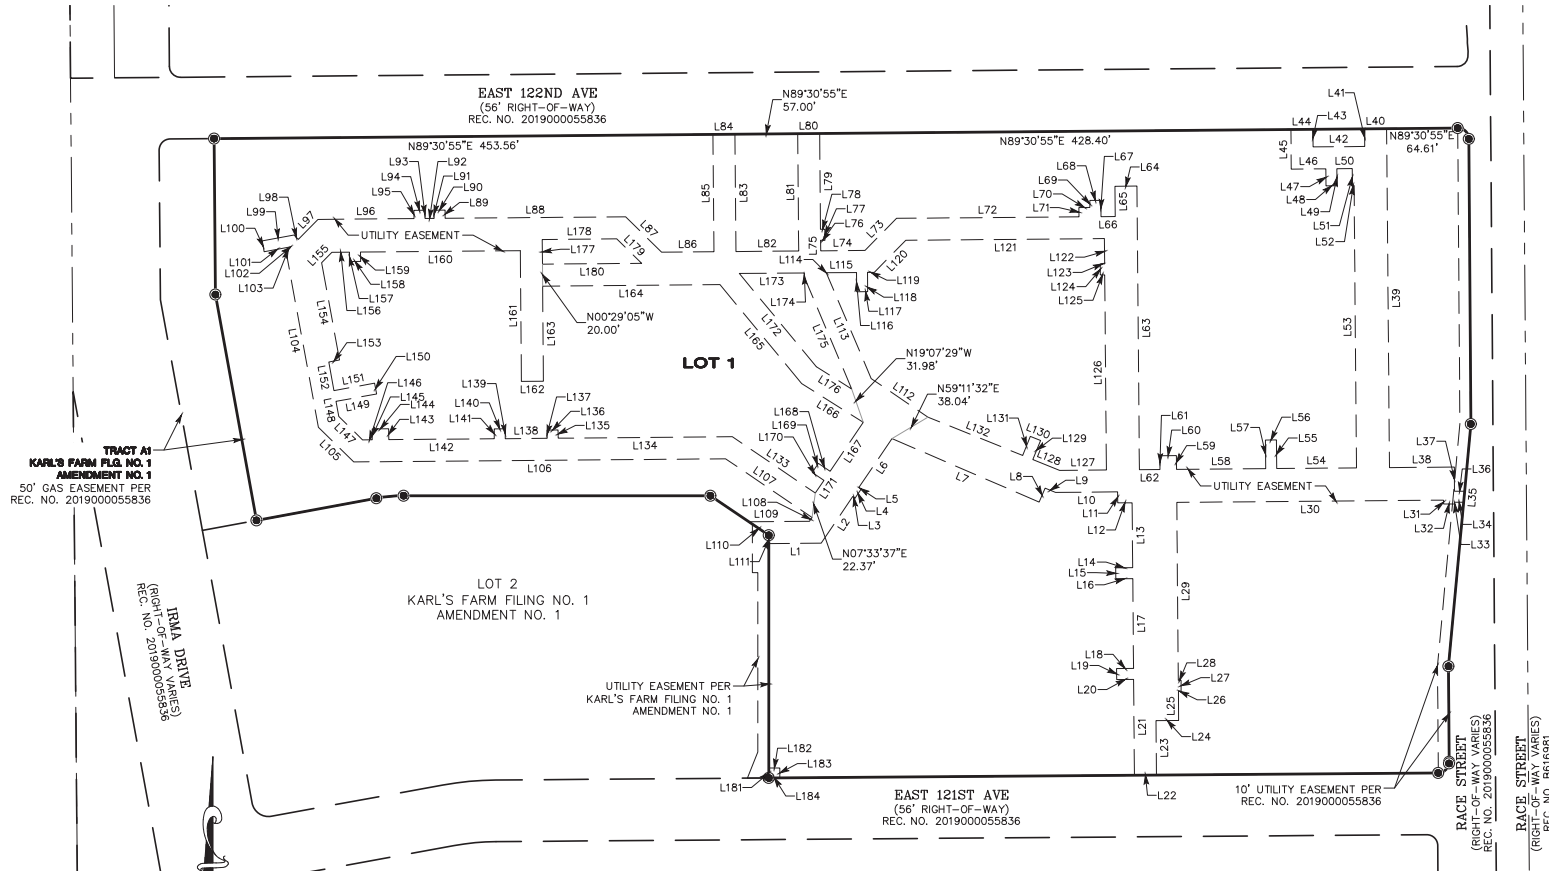 EAST 122ND AVE
(56' RIGHT-OF-WAY)
REC. NO. 2019000055836
N89°30'55"E
57.00'
L41
L43
L44
L42
L40
N89°30'55"E
64.61'
L84
L80
N89°30'55"E 453.56'
N89°30'55"E 428.40'
L93
L92
L94
L91
L95
L90
L89
L98
L99
L100
L97
L96
L88
L87
L86
L85
L83
L82
L81
L79
L78
L77
L76
L75
L74
L73
L72
L71
L70
L69
L68
L67
L66
L65
L64
L45
L46
L47
L48
L49
L50
L51
L52
UTILITY EASEMENT
L178
L177
L179
L180
L101
L102
L103
L155
L159
L158
L157
L156
L160
L161
L162
L163
L164
N00°29'05"W
20.00'
L173
L174
L114
L115
L120
L119
L118
L117
L116
L121
L122
L123
L124
L125
L126
L63
L53
L39
L104
L154
L153
L152
L151
L150
L149
L148
L147
L146
L145
L144
L143
L142
L141
L140
L139
L138
L137
L136
L135
L134
LOT 1
L172
L165
L175
L113
L176
L166
N19°07'29"W
31.98'
N59°11'32"E
38.04'
L112
L168
L169
L170
L171
L167
L133
L107
L108
L109
L106
L105
L110
L111
L1
L2
L3
L4
L5
L6
L7
L8
L9
L10
L11
L12
L13
L132
L131
L130
L129
L128
L127
N07°33'37"E
22.37'
L61
L60
L59
L62
L58
L57
L56
L55
L54
L38
L37
L36
L35
L34
L33
L32
L31
L30
UTILITY EASEMENT
TRACT A1
KARL'S FARM FLG. NO. 1
AMENDMENT NO. 1
50' GAS EASEMENT PER
REC. NO. 2019000055836
LOT 2
KARL'S FARM FILING NO. 1
AMENDMENT NO. 1
IRMA DRIVE
(RIGHT-OF-WAY VARIES)
REC. NO. 2019000055836
L14
L15
L16
L17
L18
L19
L20
L21
L22
L23
L24
L25
L26
L27
L28
L29
UTILITY EASEMENT PER
KARL'S FARM FILING NO. 1
AMENDMENT NO. 1
L182
L183
L181
L184
EAST 121ST AVE
(56' RIGHT-OF-WAY)
REC. NO. 2019000055836
10' UTILITY EASEMENT PER
REC. NO. 2019000055836
RACE STREET
(RIGHT-OF-WAY VARIES)
REC. NO. 2019000055836
RACE STREET
(RIGHT-OF-WAY VARIES)
REC. NO.